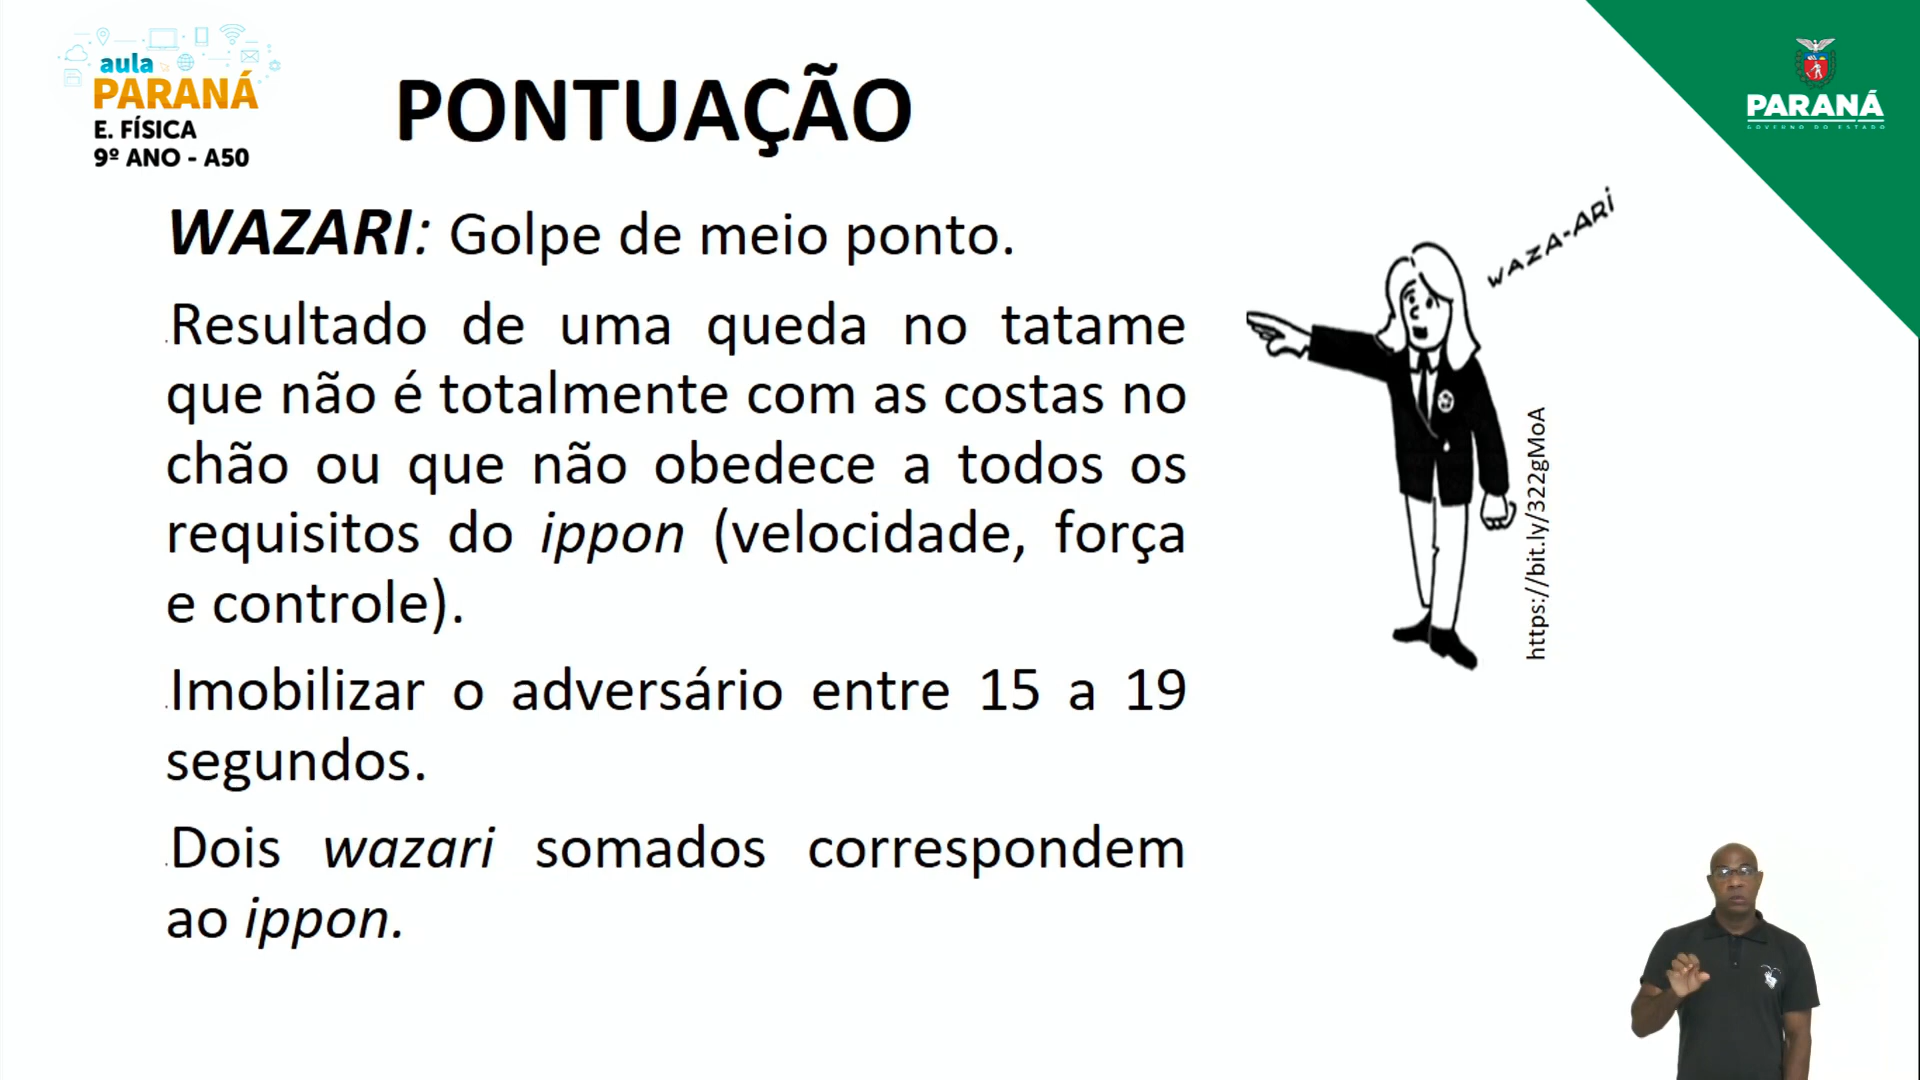 aula
PARANÁ
E. FÍSICA
9º ANO - A50
PONTUAÇÃO
PARANÁ
GOVERNO DO ESTADO
WAZARI: Golpe de meio ponto.
Resultado de uma queda no tatame
que não é totalmente com as costas no
chão ou que não obedece a todos os
requisitos do ippon (velocidade, força
e controle).
Imobilizar o adversário entre 15 a 19
segundos.
Dois wazari somados correspondem
ao ippon.
WAZA-ARI
https://bit.ly/322gMoA